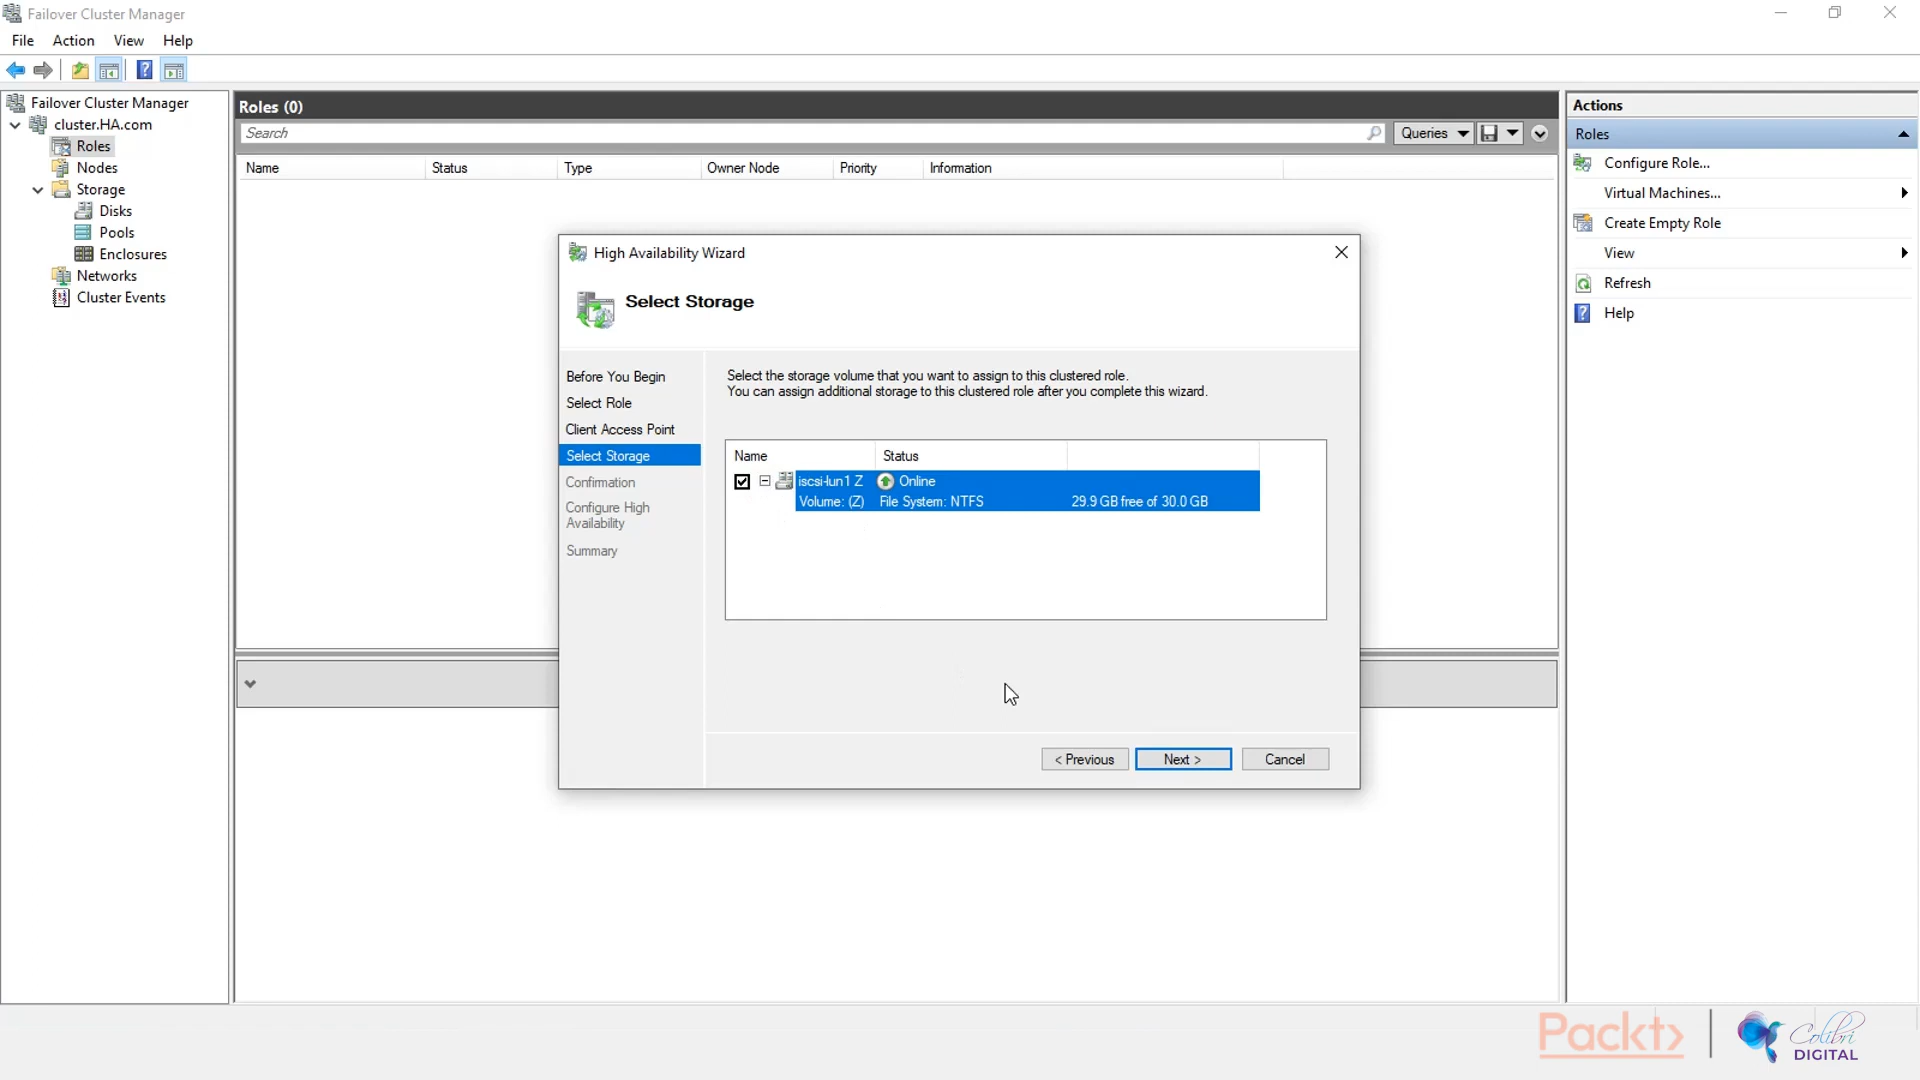 Failover Cluster Manager
File Action View Help
Failover Cluster Manager
cluster.HA.com
Roles
Nodes
Storage
Disks
Pools
Enclosures
Networks
Cluster Events
Roles (0)
Search
Queries
Name Status Type Owner Node Priority Information
High Availability Wizard
Select Storage
Before You Begin
Select Role
Client Access Point
Select Storage
Confirmation
Configure High
Availability
Summary
Select the storage volume that you want to assign to this clustered role.
You can assign additional storage to this clustered role after you complete this wizard.
Name Status
iscsi-lun1 Z Online
Volume: (Z) File System: NTFS 29.9 GB free of 30.0 GB
< Previous Next > Cancel
Actions
Roles
Configure Role...
Virtual Machines...
Create Empty Role
View
Refresh
Help
Packt>
Colibri
DIGITAL